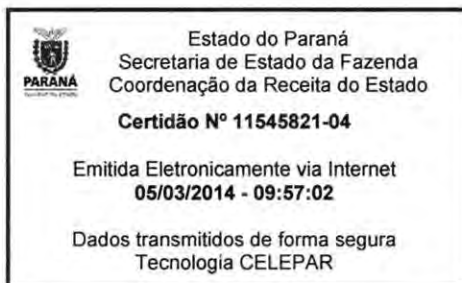 Estado do Paraná
Secretaria de Estado da Fazenda
Coordenação da Receita do Estado
PARANÁ
Certidão Nº 11545821-04
Emitida Eletronicamente via Internet
05/03/2014 - 09:57:02
Dados transmitidos de forma segura
Tecnologia CELEPAR